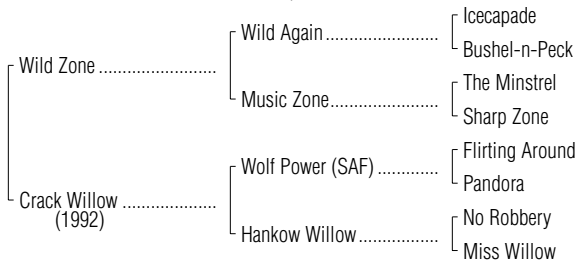 Icecapade
Wild Again .......................
Bushel-n-Peck
Wild Zone ........................
The Minstrel
Music Zone......................
Sharp Zone
Flirting Around
Wolf Power (SAF) .............
Pandora
Crack Willow ...................
(1992)
No Robbery
Hankow Willow................
Miss Willow